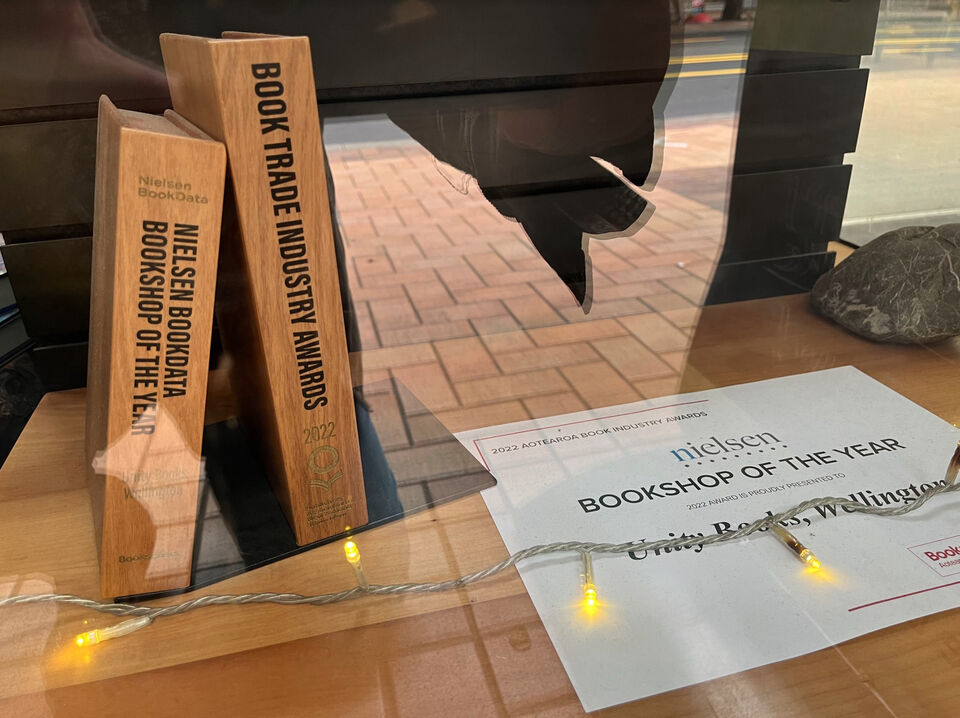 Nielsen
BookData
NIELSEN BOOKDATA
BOOKSHOP OF THE YEAR
Unity Books
Wellington
BOOK TRADE INDUSTRY AWARDS
2022
2022 AOTEAROA BOOK INDUSTRY AWARDS
nielsen
BOOKSHOP OF THE YEAR
2022 AWARD IS PROUDLY PRESENTED TO
Unity Books, Wellington